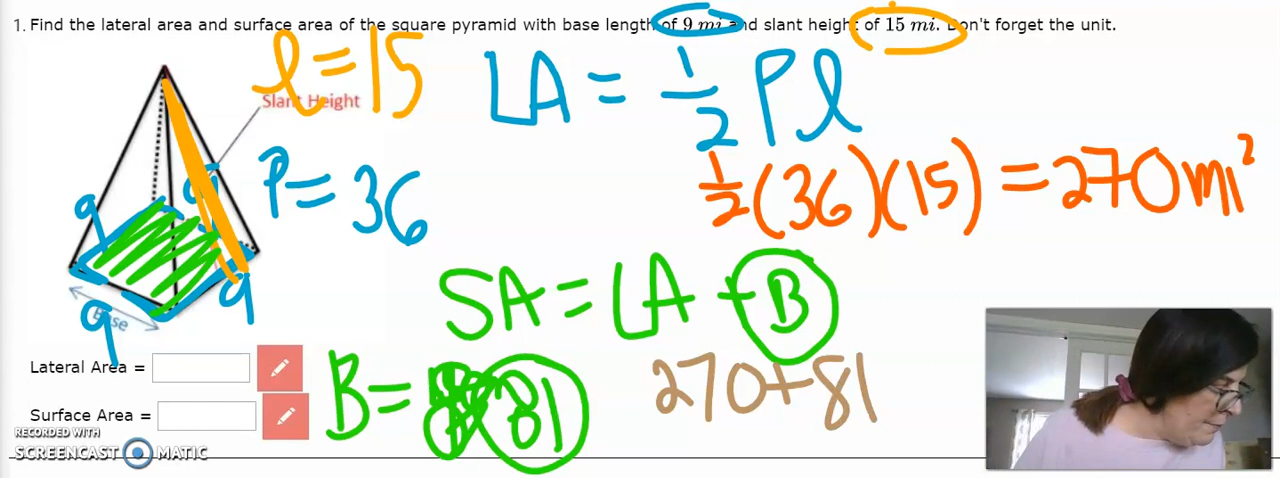 1. Find the lateral area and surface area of the square pyramid with base length of 9 mi and slant height of 15 mi. Don't forget the unit.
l = 15
LA = 1/2 Pl
Slant Height
1/2 (36)(15) = 270 mi²
P = 36
9
9
9
9
Base
SA = LA + B
Lateral Area =
B = 81
270 + 81
Surface Area =
RECORDED WITH
SCREENCAST MATIC